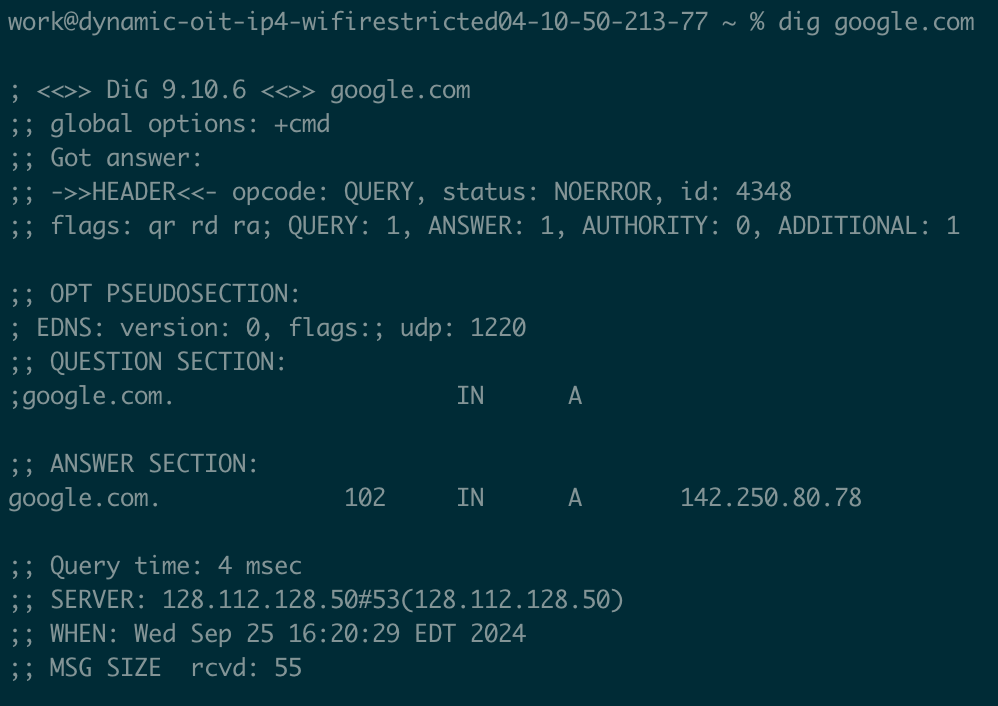 work@dynamic-oit-ip4-wifirestricted04-10-50-213-77 ~ % dig google.com
; <<>> DiG 9.10.6 <<>> google.com
;; global options: +cmd
;; Got answer:
;; ->>HEADER<<- opcode: QUERY, status: NOERROR, id: 4348
;; flags: qr rd ra; QUERY: 1, ANSWER: 1, AUTHORITY: 0, ADDITIONAL: 1
;; OPT PSEUDOSECTION:
; EDNS: version: 0, flags:; udp: 1220
;; QUESTION SECTION:
;google.com. IN A
;; ANSWER SECTION:
google.com. 102 IN A 142.250.80.78
;; Query time: 4 msec
;; SERVER: 128.112.128.50#53(128.112.128.50)
;; WHEN: Wed Sep 25 16:20:29 EDT 2024
;; MSG SIZE  rcvd: 55